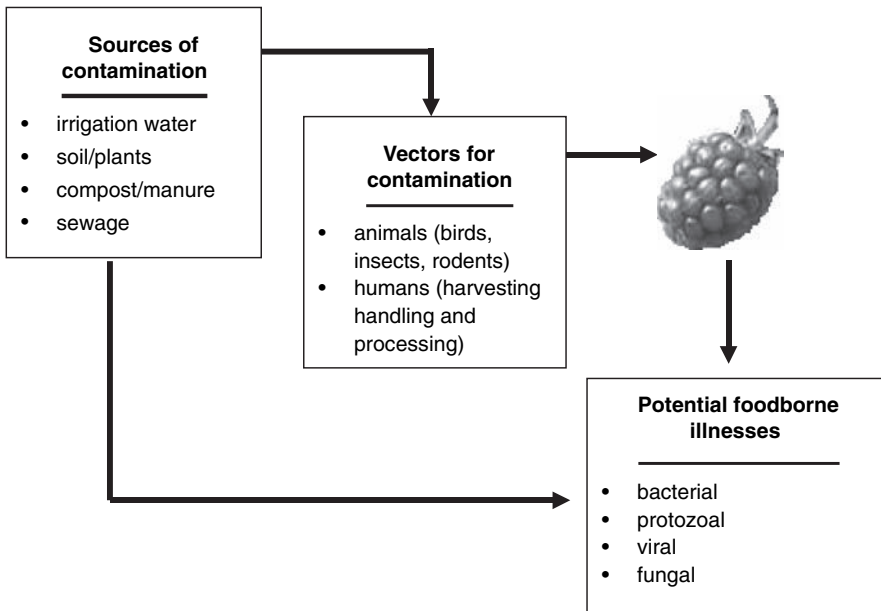 Sources of
contamination
• irrigation water
• soil/plants
• compost/manure
• sewage
Vectors for
contamination
• animals (birds,
insects, rodents)
• humans (harvesting
handling and
processing)
Potential foodborne
illnesses
• bacterial
• protozoal
• viral
• fungal